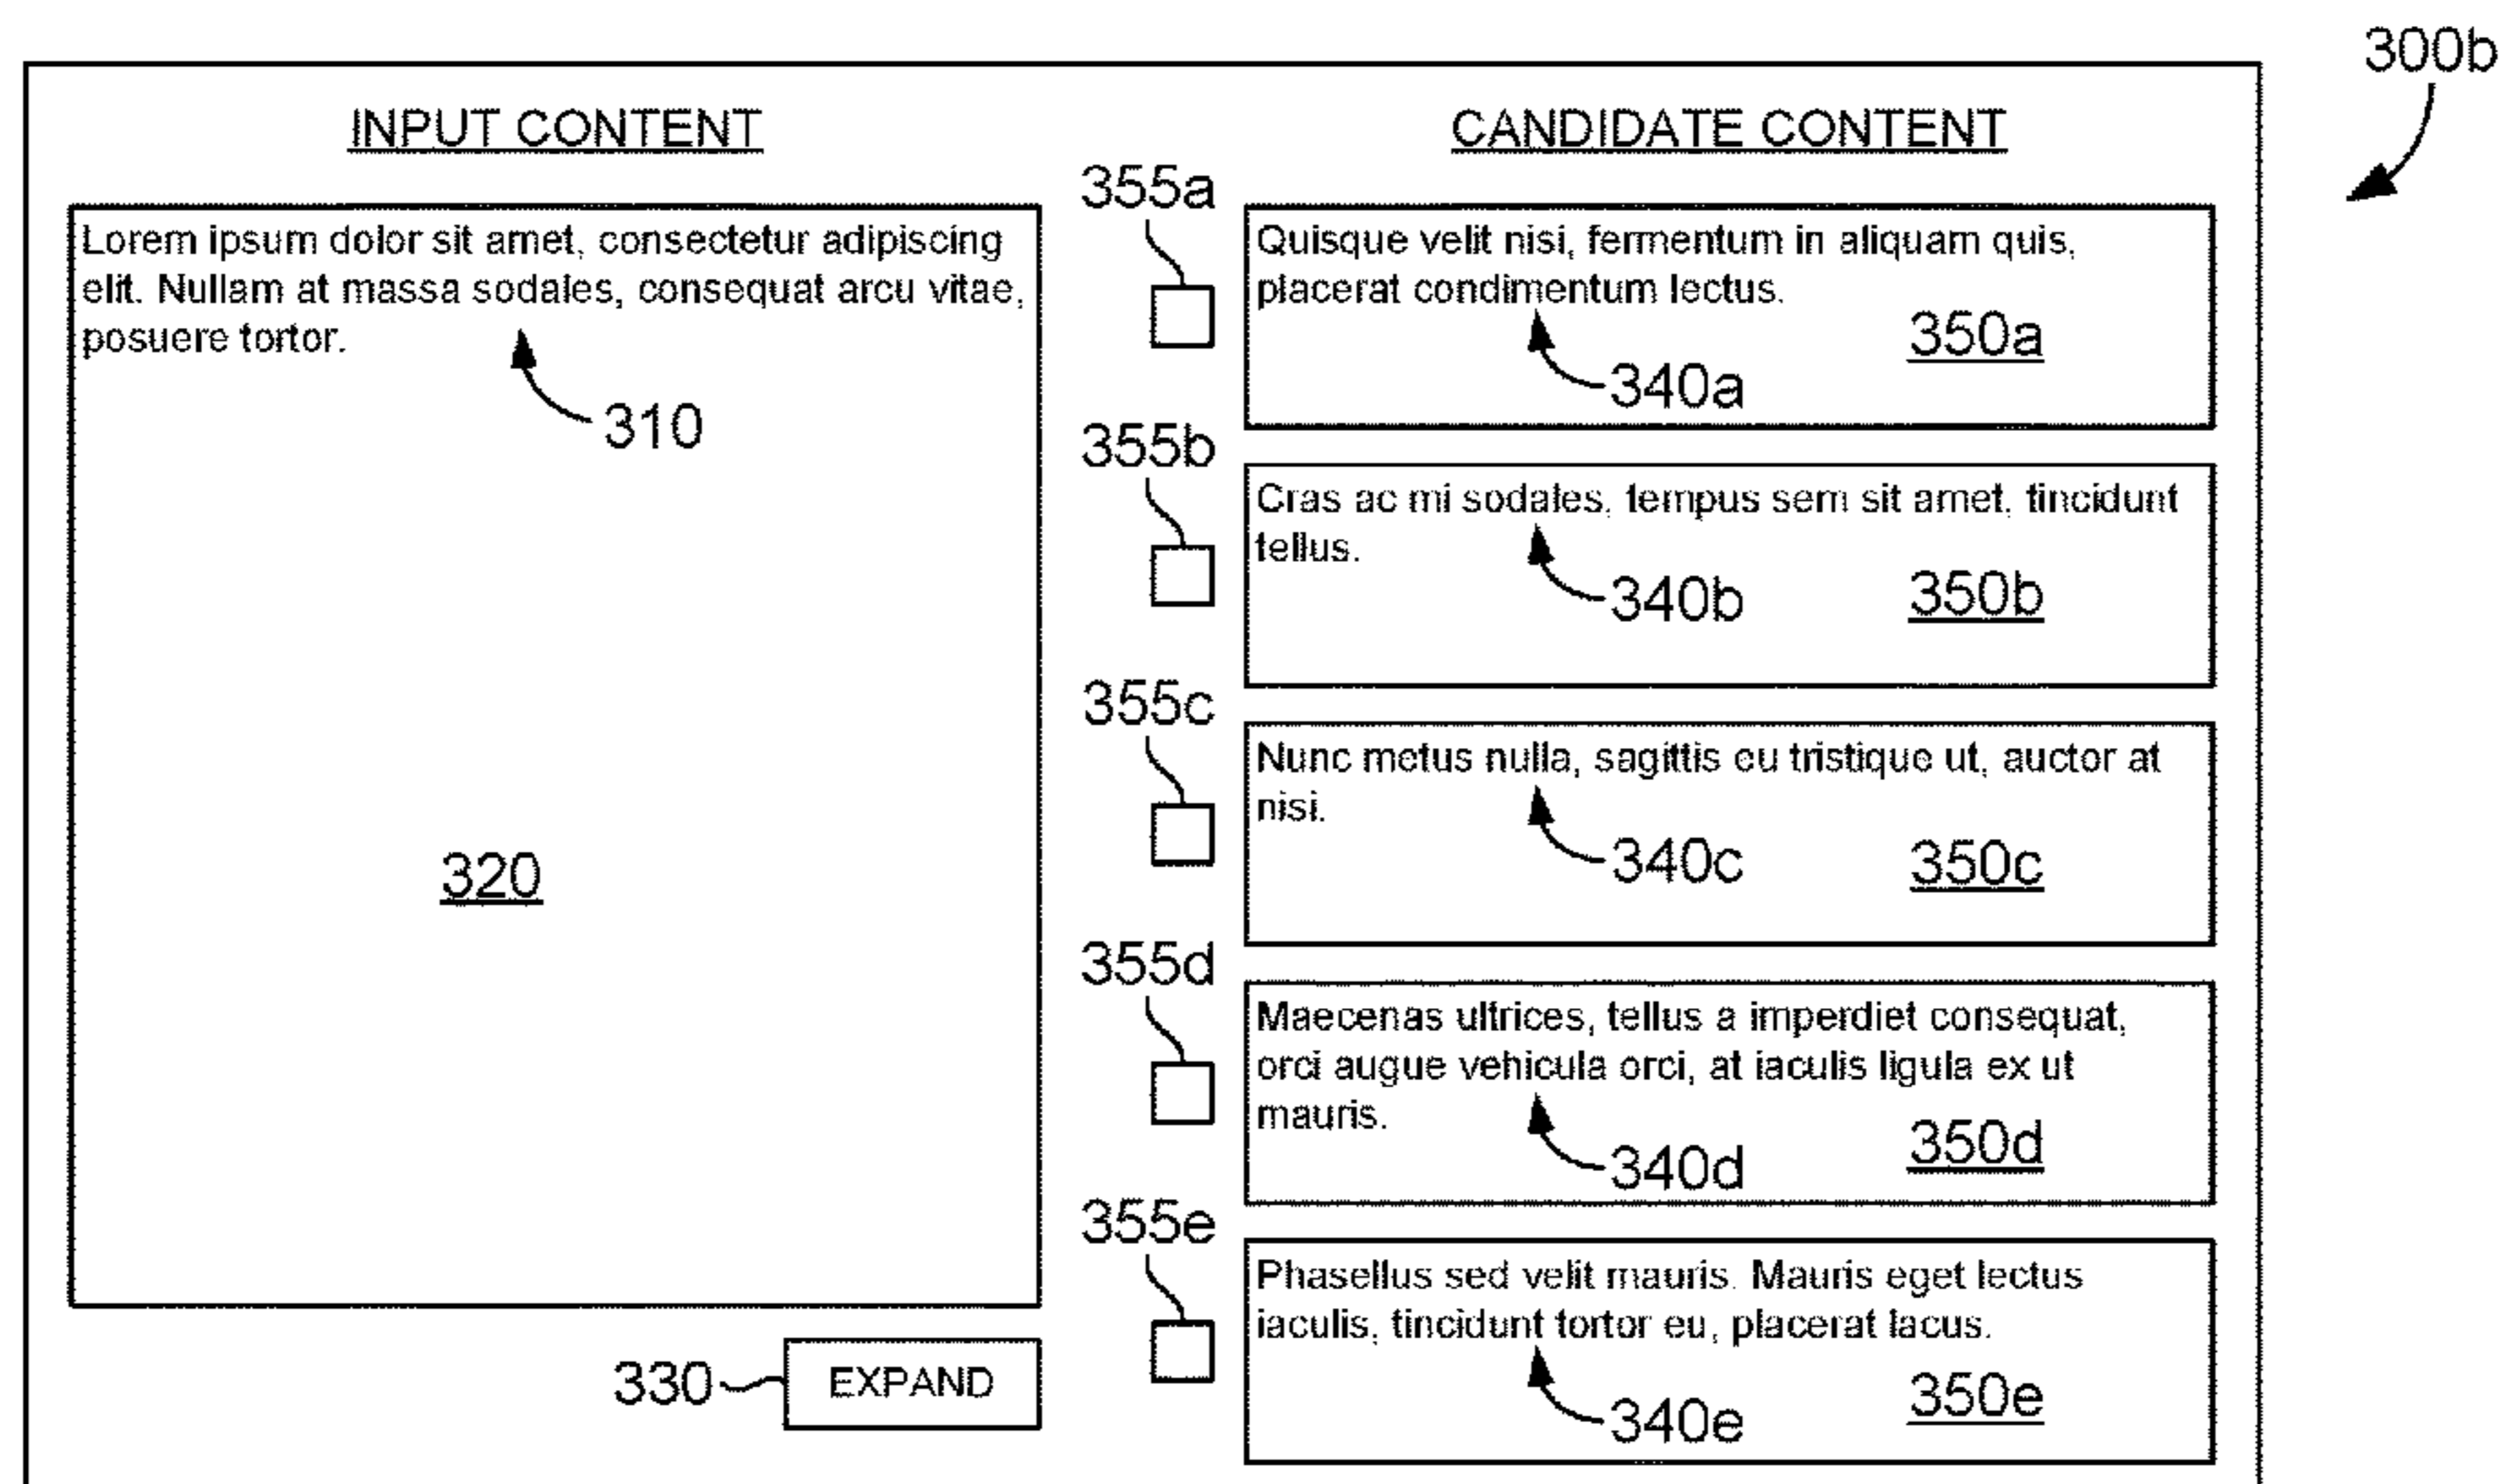 300b
INPUT CONTENT
Lorem ipsum dolor sit amet, consectetur adipiscing
elit. Nullam at massa sodales, consequat arcu vitae,
posuere tortor.
310
320
330
EXPAND
CANDIDATE CONTENT
355a
Quisque velit nisi, fermentum in aliquam quis,
placerat condimentum lectus.
350a
340a
355b
Cras ac mi sodales, tempus sem sit amet, tincidunt
tellus.
350b
340b
355c
Nunc metus nulla, sagittis eu tristique ut, auctor at
nisi.
350c
340c
355d
Maecenas ultrices, tellus a imperdiet consequat,
orci augue vehicula orci, at iaculis ligula ex ut
mauris.
350d
340d
355e
Phasellus sed velit mauris. Mauris eget lectus
iaculis, tincidunt tortor eu, placerat lacus.
350e
340e